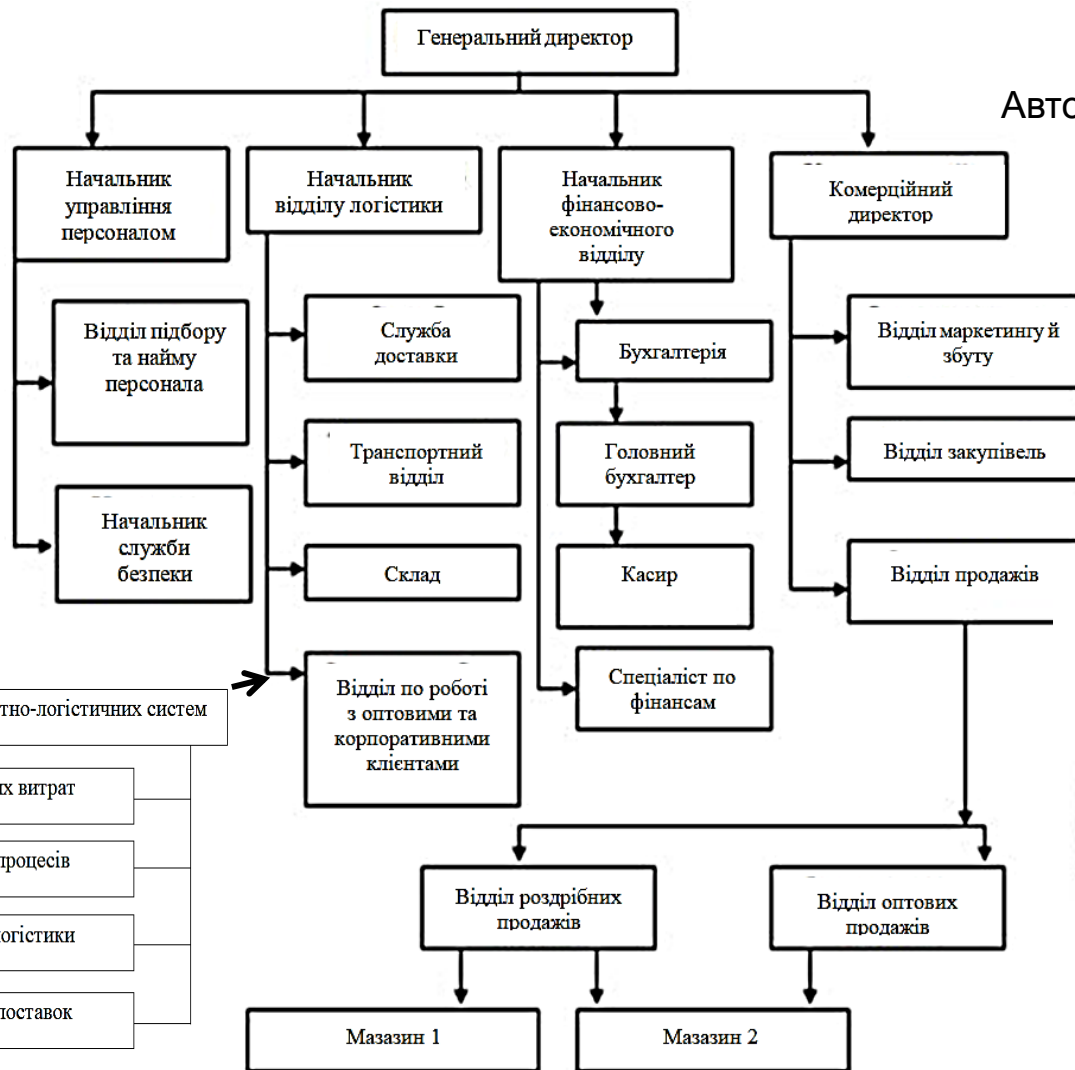 Генеральний директор
Авто
Начальник
управління
персоналом
Начальник
відділу логістики
Начальник
фінансово-
економічного
відділу
Комерційний
директор
Відділ підбору
та найму
персонала
Начальник
служби
безпеки
Служба
доставки
Транспортний
відділ
Склад
Відділ по роботі
з оптовими та
корпоративними
клієнтами
Бухгалтерія
Головний
бухгалтер
Касир
Спеціаліст по
фінансам
Відділ маркетингу й
збуту
Відділ закупівель
Відділ продажів
тно-логістичних систем
их витрат
процесів
логістики
поставок
Відділ роздрібних
продажів
Відділ оптових
продажів
Мазазин 1
Мазазин 2